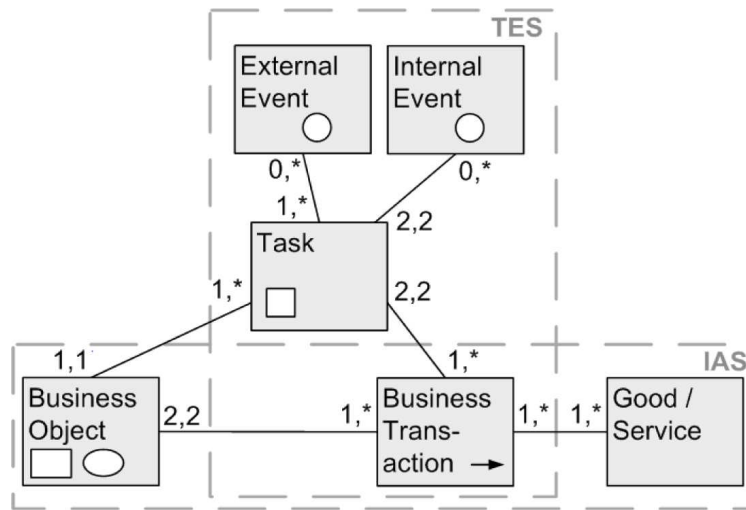 TES
External
Event
Internal
Event
0,*
0,*
1,*
2,2
Task
1,*
2,2
1,1
1,*
IAS
Business
Object
2,2
1,*
Business
Trans-
action
1,*
1,*
Good /
Service